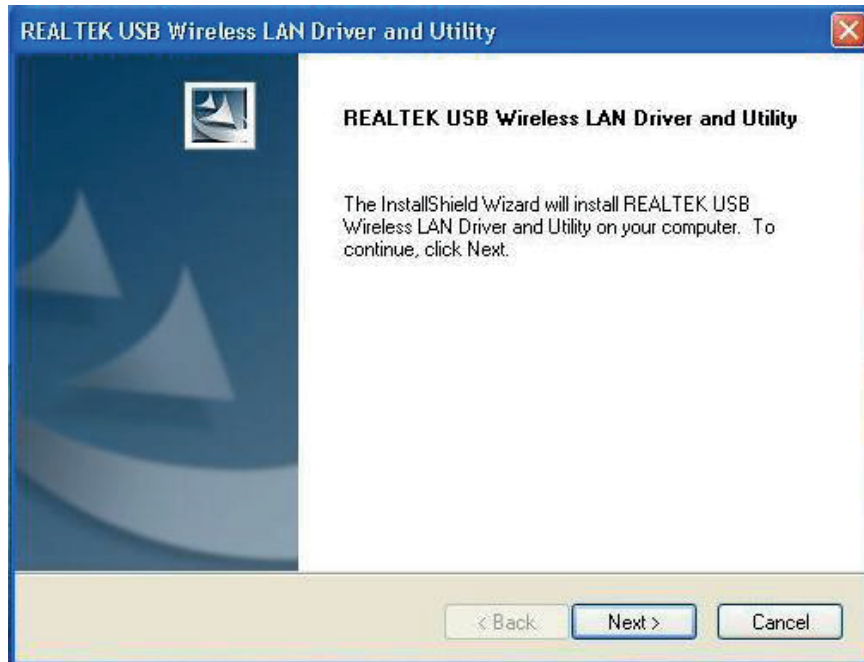 REALTEK USB Wireless LAN Driver and Utility
REALTEK USB Wireless LAN Driver and Utility
The InstallShield Wizard will install REALTEK USB
Wireless LAN Driver and Utility on your computer. To
continue, click Next.
< Back Next > Cancel